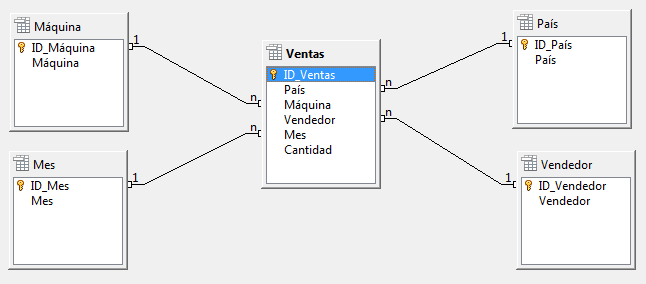 Máquina
ID_Máquina
Máquina
1
n
Mes
ID_Mes
Mes
1
n
Ventas
ID_Ventas
País
Máquina
Vendedor
Mes
Cantidad
País
ID_País
País
1
n
Vendedor
ID_Vendedor
Vendedor
1
n